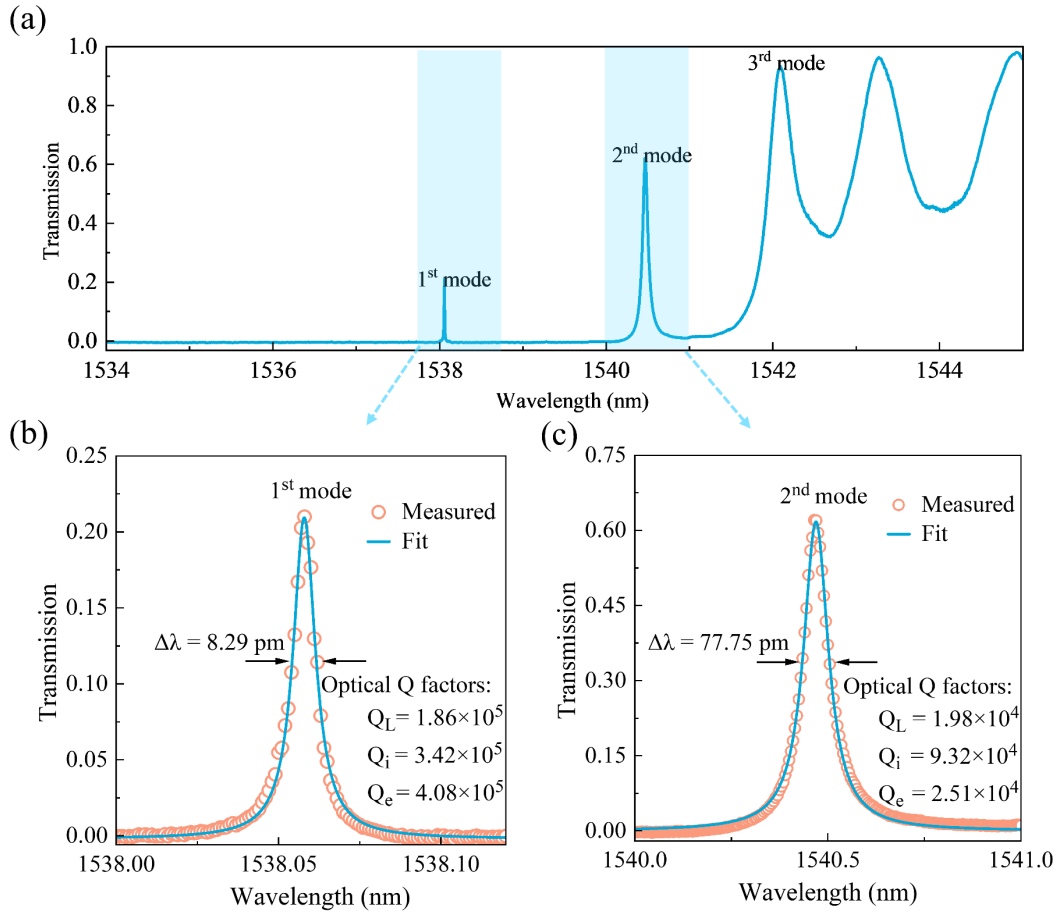 (a)
1.0
0.8
0.6
0.4
0.2
0.0
Transmission
1st mode
2nd mode
3rd mode
1534
1536
1538
1540
1542
1544
Wavelength (nm)
(b)
0.25
0.20
0.15
0.10
0.05
0.00
Transmission
1st mode
Measured
Fit
Δλ = 8.29 pm
Optical Q factors:
QL = 1.86×10⁵
Qi = 3.42×10⁵
Qe = 4.08×10⁵
1538.00
1538.05
1538.10
Wavelength (nm)
(c)
0.75
0.60
0.45
0.30
0.15
0.00
Transmission
2nd mode
Measured
Fit
Δλ = 77.75 pm
Optical Q factors:
QL = 1.98×10⁴
Qi = 9.32×10⁴
Qe = 2.51×10⁴
1540.0
1540.5
1541.0
Wavelength (nm)